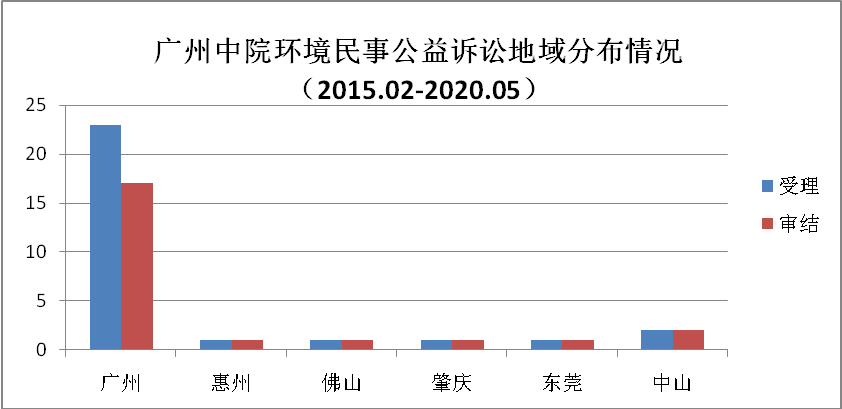 广州中院环境民事公益诉讼地域分布情况
（2015.02-2020.05）
25
20
15
10
5
0
广州 惠州 佛山 肇庆 东莞 中山
受理
审结